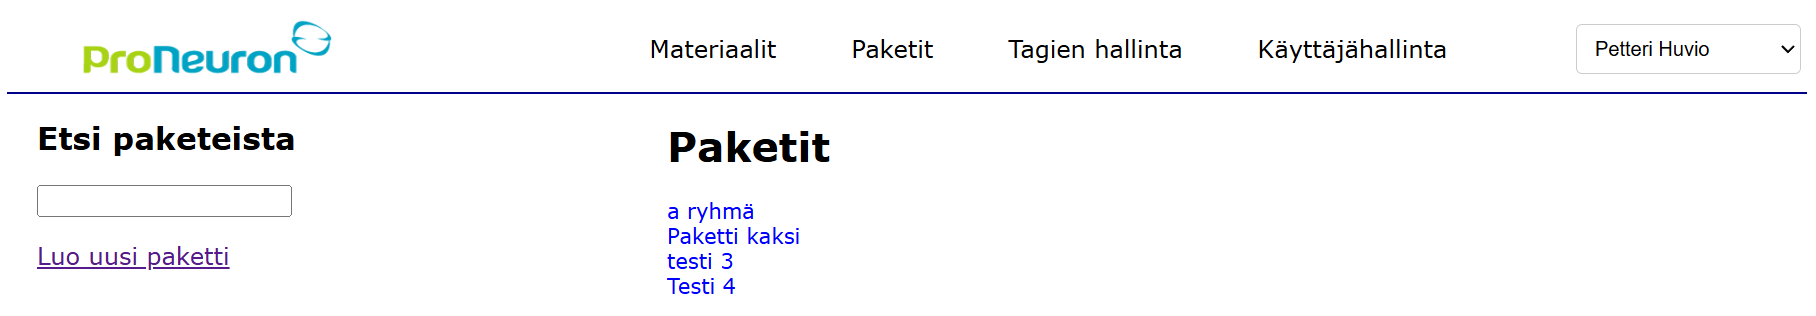 ProNeuron
Materiaalit
Paketit
Tagien hallinta
Käyttäjähallinta
Petteri Huvio
Etsi paketeista
Luo uusi paketti
Paketit
a ryhmä
Paketti kaksi
testi 3
Testi 4